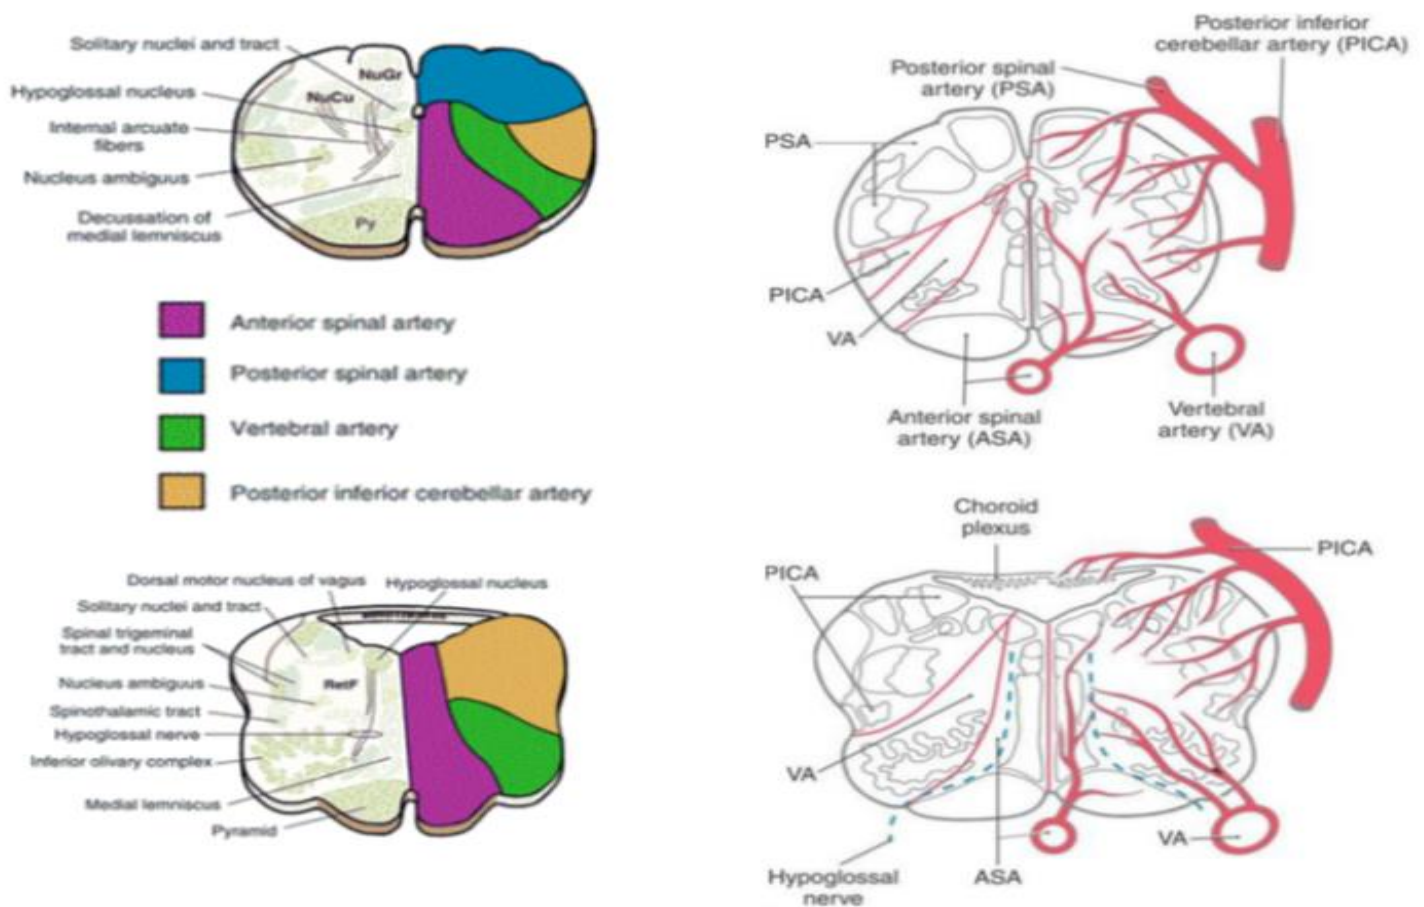 Solitary nuclei and tract
Hypoglossal nucleus
Internal arcuate
fibers
Nucleus ambiguus
Decussation of
medial lemniscus
NuGr
NuCu
Py
Anterior spinal artery
Posterior spinal artery
Vertebral artery
Posterior inferior cerebellar artery
Dorsal motor nucleus of vagus
Hypoglossal nucleus
Solitary nuclei and tract
Spinal trigeminal
tract and nucleus
Nucleus ambiguus
Spinothalamic tract
Hypoglossal nerve
Inferior olivary complex
Medial lemniscus
Pyramid
RetF
Posterior inferior
cerebellar artery (PICA)
Posterior spinal
artery (PSA)
PSA
PICA
VA
Anterior spinal
artery (ASA)
Vertebral
artery (VA)
Choroid
plexus
PICA
PICA
VA
VA
Hypoglossal
nerve
ASA